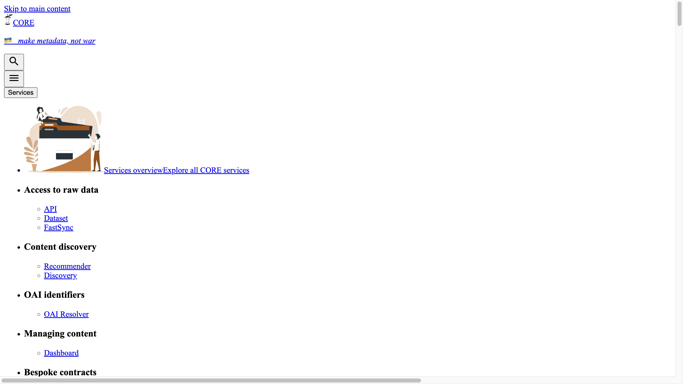 Skip to main content
CORE
make metadata, not war
Services
Services overviewExplore all CORE services
Access to raw data
API
Dataset
FastSync
Content discovery
Recommender
Discovery
OAI identifiers
OAI Resolver
Managing content
Dashboard
Bespoke contracts